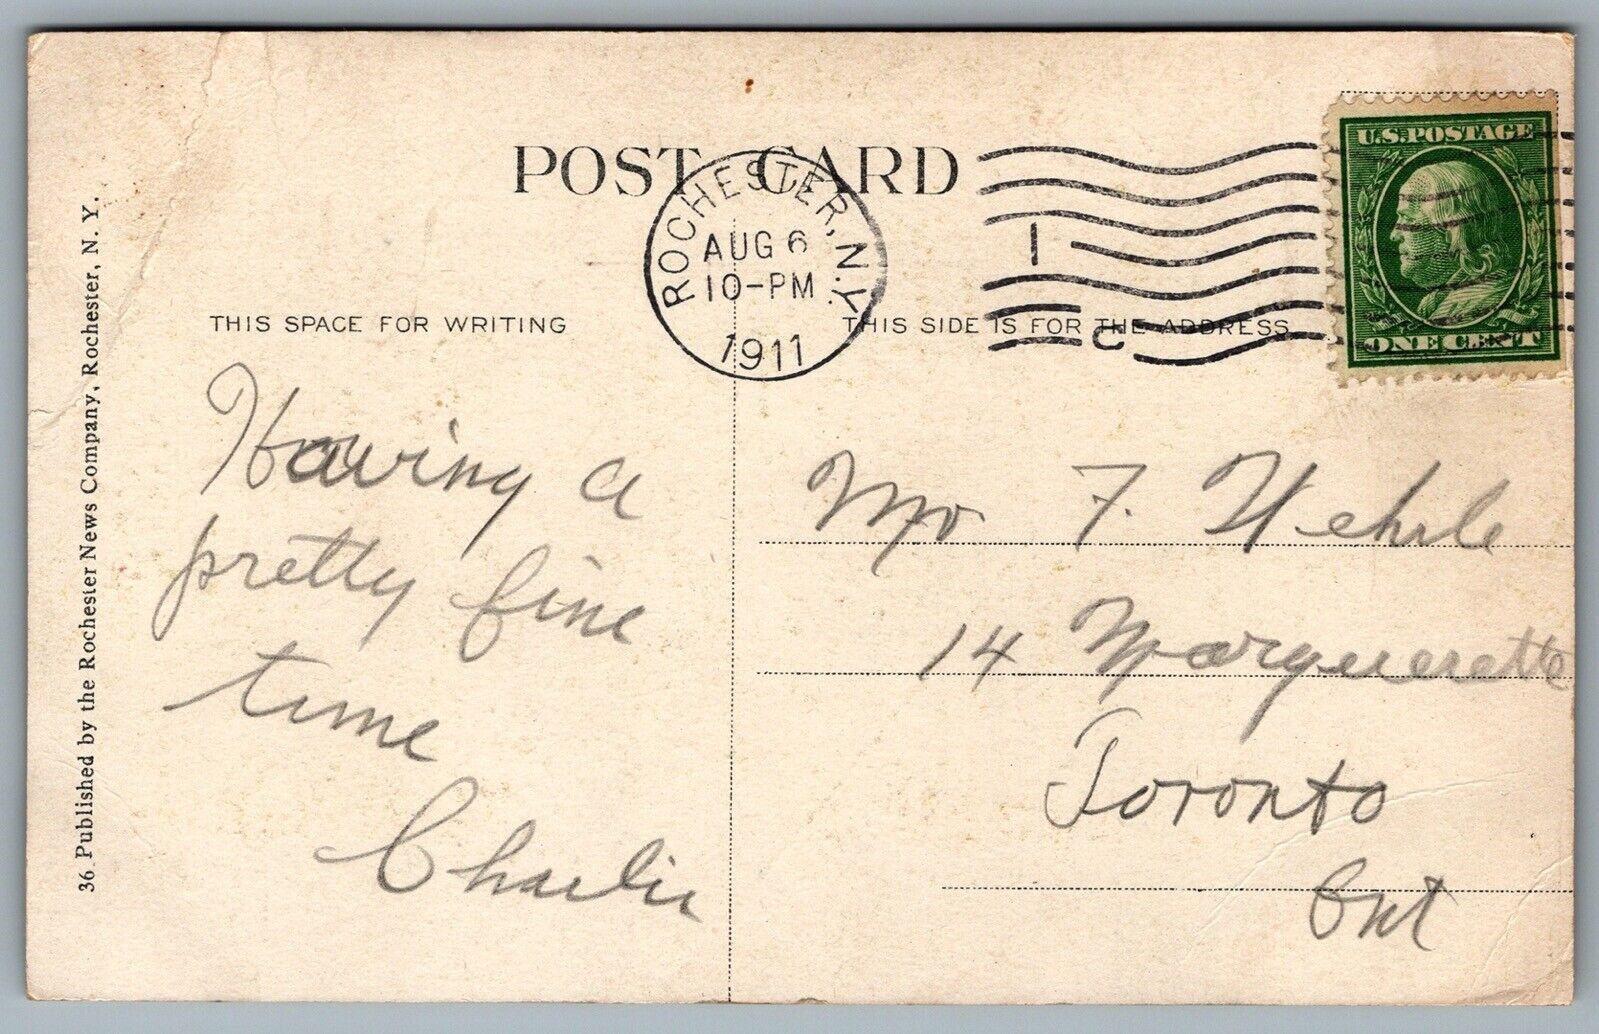 POST CARD
ROCHESTER, N.Y.
AUG 6
10-PM
1911
1
C
U.S. POSTAGE
ONE CENT
THIS SPACE FOR WRITING
THIS SIDE IS FOR THE ADDRESS
36 Published by the Rochester News Company, Rochester, N. Y.
Having a
pretty fine
time
Charlie
Mr F. Wehrle
14 Marguerette
Toronto
Ont